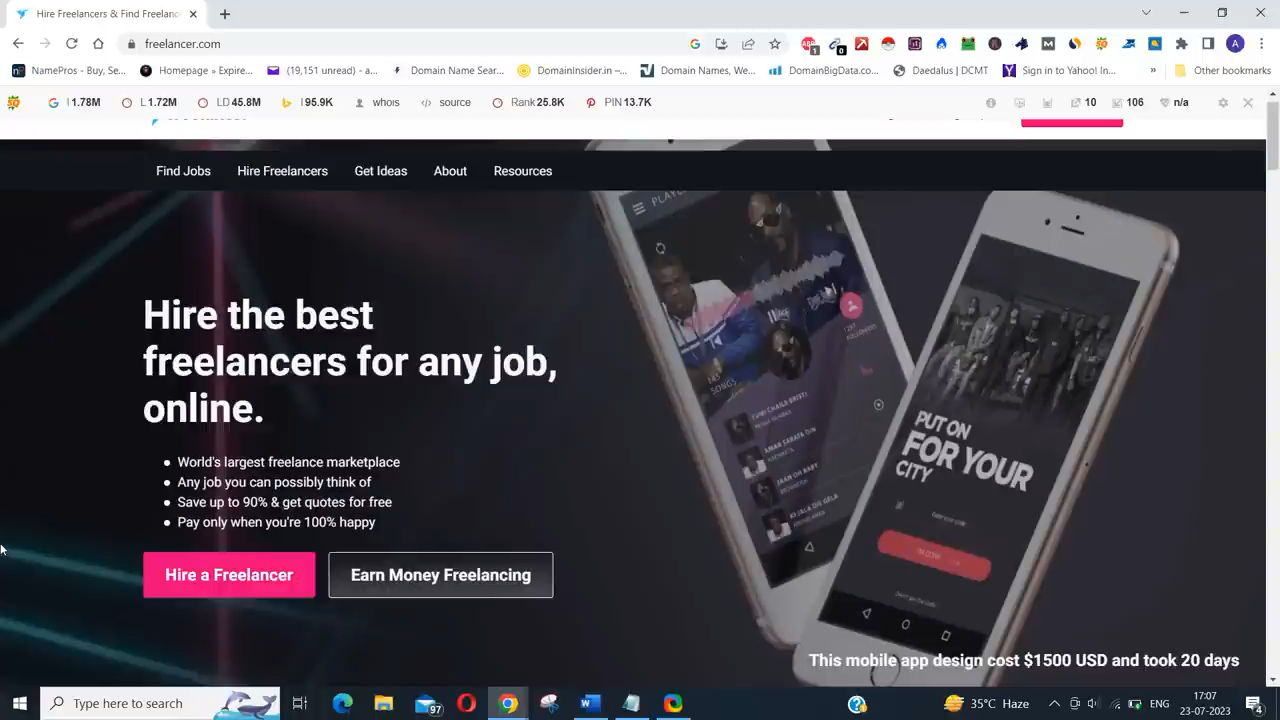 Hire Freelancers & Find Freelanc
freelancer.com
NamePros - Buy, Se...
Homepage » Expire...
(19,151 unread) - a...
Domain Name Sear...
DomainInsider.in –...
Domain Names, We...
DomainBigData.co...
Daedalus | DCMT
Sign in to Yahoo! In...
Other bookmarks
I 1.78M
L 1.72M
LD 45.8M
I 95.9K
whois
source
Rank 25.8K
PIN 13.7K
10
106
n/a
Find Jobs
Hire Freelancers
Get Ideas
About
Resources
Hire the best
freelancers for any job,
online.
World's largest freelance marketplace
Any job you can possibly think of
Save up to 90% & get quotes for free
Pay only when you're 100% happy
Hire a Freelancer
Earn Money Freelancing
SONGS
JAAN OH BABY
PUT ON
FOR YOUR
CITY
This mobile app design cost $1500 USD and took 20 days
Type here to search
97
35°C Haze
ENG
17:07
23-07-2023
4